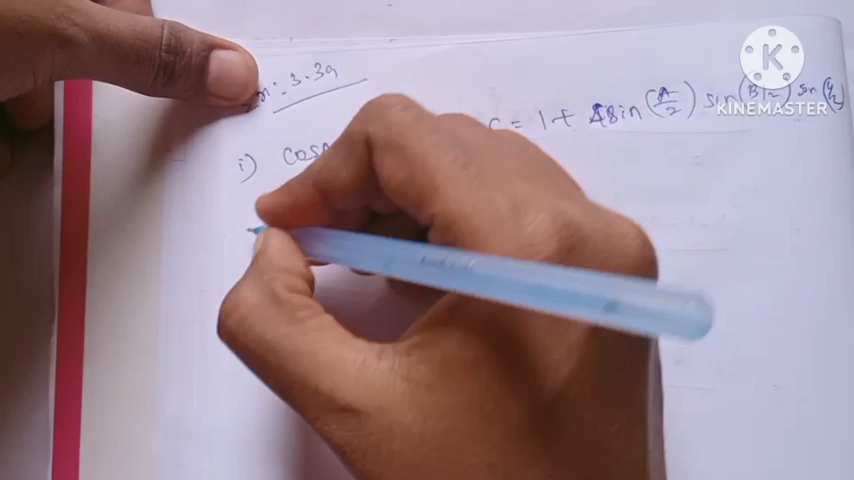 3.39
i) cos = 1 + 4 sin (A/2) sin (B/2) sin (C/2)
KINEMASTER